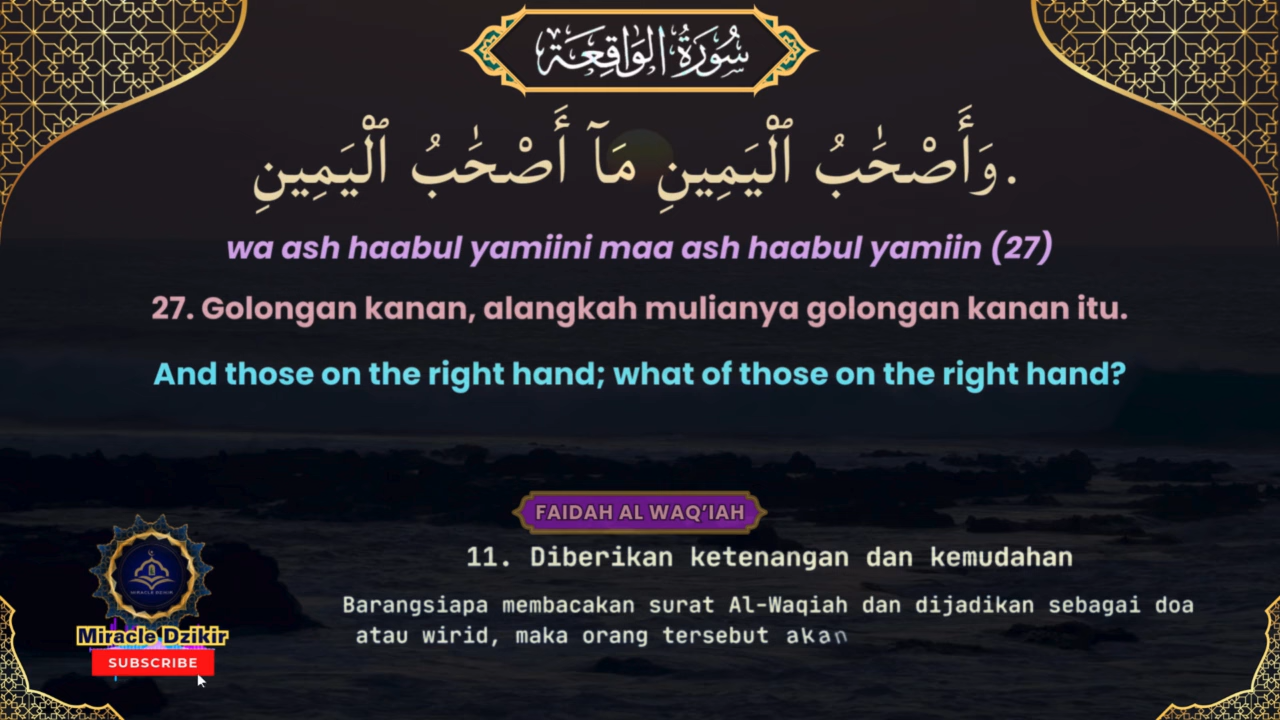 سُورَةُ الوَاقِعَة
وَأَصْحَٰبُ ٱلْيَمِينِ مَآ أَصْحَٰبُ ٱلْيَمِينِ.
wa ash haabul yamiini maa ash haabul yamiin (27)
27. Golongan kanan, alangkah mulianya golongan kanan itu.
And those on the right hand; what of those on the right hand?
FAIDAH AL WAQ’IAH
11. Diberikan ketenangan dan kemudahan
Barangsiapa membacakan surat Al-Waqiah dan dijadikan sebagai doa
atau wirid, maka orang tersebut akan
MIRACLE DZIKIR
Miracle Dzikir
SUBSCRIBE